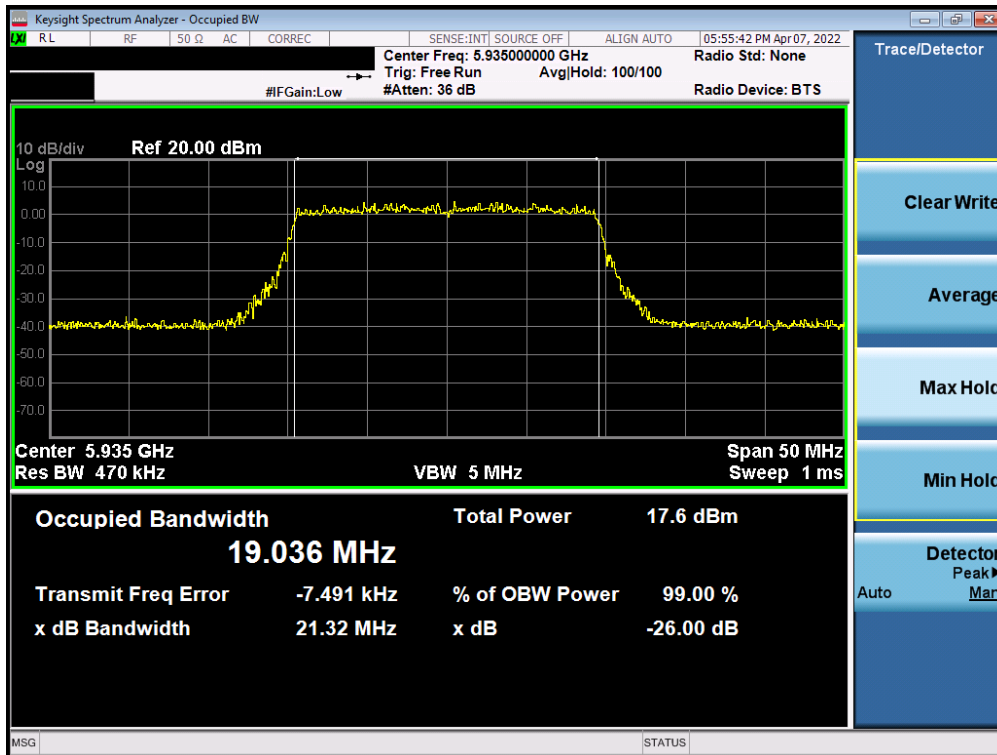 Keysight Spectrum Analyzer - Occupied BW
LXI RL RF 50 Ω AC CORREC SENSE:INT SOURCE OFF ALIGN AUTO 05:55:42 PM Apr 07, 2022
Center Freq: 5.935000000 GHz Radio Std: None
Trig: Free Run Avg|Hold: 100/100
#IFGain:Low #Atten: 36 dB Radio Device: BTS
Trace/Detector
10 dB/div Ref 20.00 dBm
Log
10.0
0.00
-10.0
-20.0
-30.0
-40.0
-50.0
-60.0
-70.0
Center 5.935 GHz Span 50 MHz
Res BW 470 kHz VBW 5 MHz Sweep 1 ms
Occupied Bandwidth Total Power 17.6 dBm
19.036 MHz
Transmit Freq Error -7.491 kHz % of OBW Power 99.00 %
x dB Bandwidth 21.32 MHz x dB -26.00 dB
Clear Write
Average
Max Hold
Min Hold
Detector
Peak
Auto Man
MSG STATUS